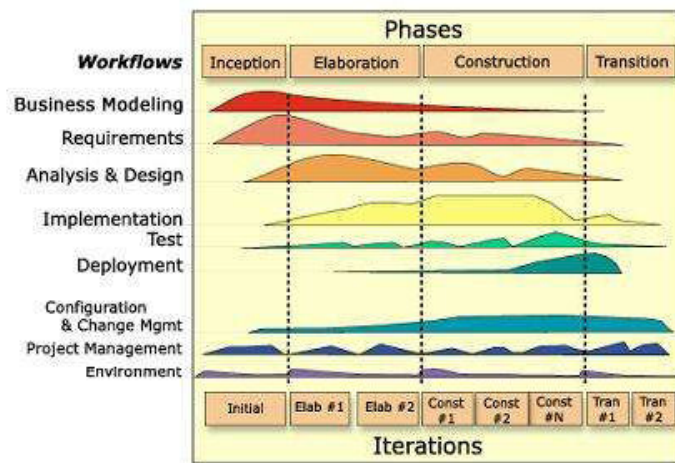 Phases
Workflows
Inception
Elaboration
Construction
Transition
Business Modeling
Requirements
Analysis & Design
Implementation
Test
Deployment
Configuration
& Change Mgmt
Project Management
Environment
Initial
Elab #1
Elab #2
Const
#1
Const
#2
Const
#N
Tran
#1
Tran
#2
Iterations